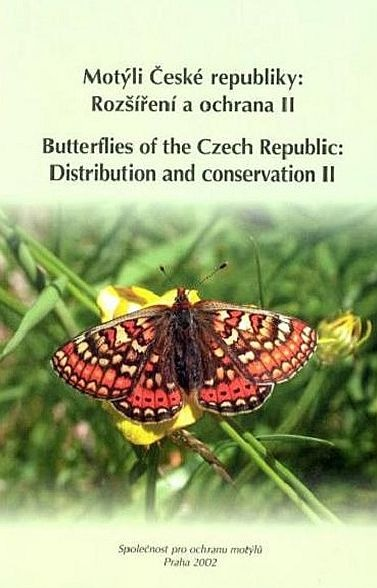 Motýli České republiky:
Rozšíření a ochrana II
Butterflies of the Czech Republic:
Distribution and conservation II
Společnost pro ochranu motýlů
Praha 2002